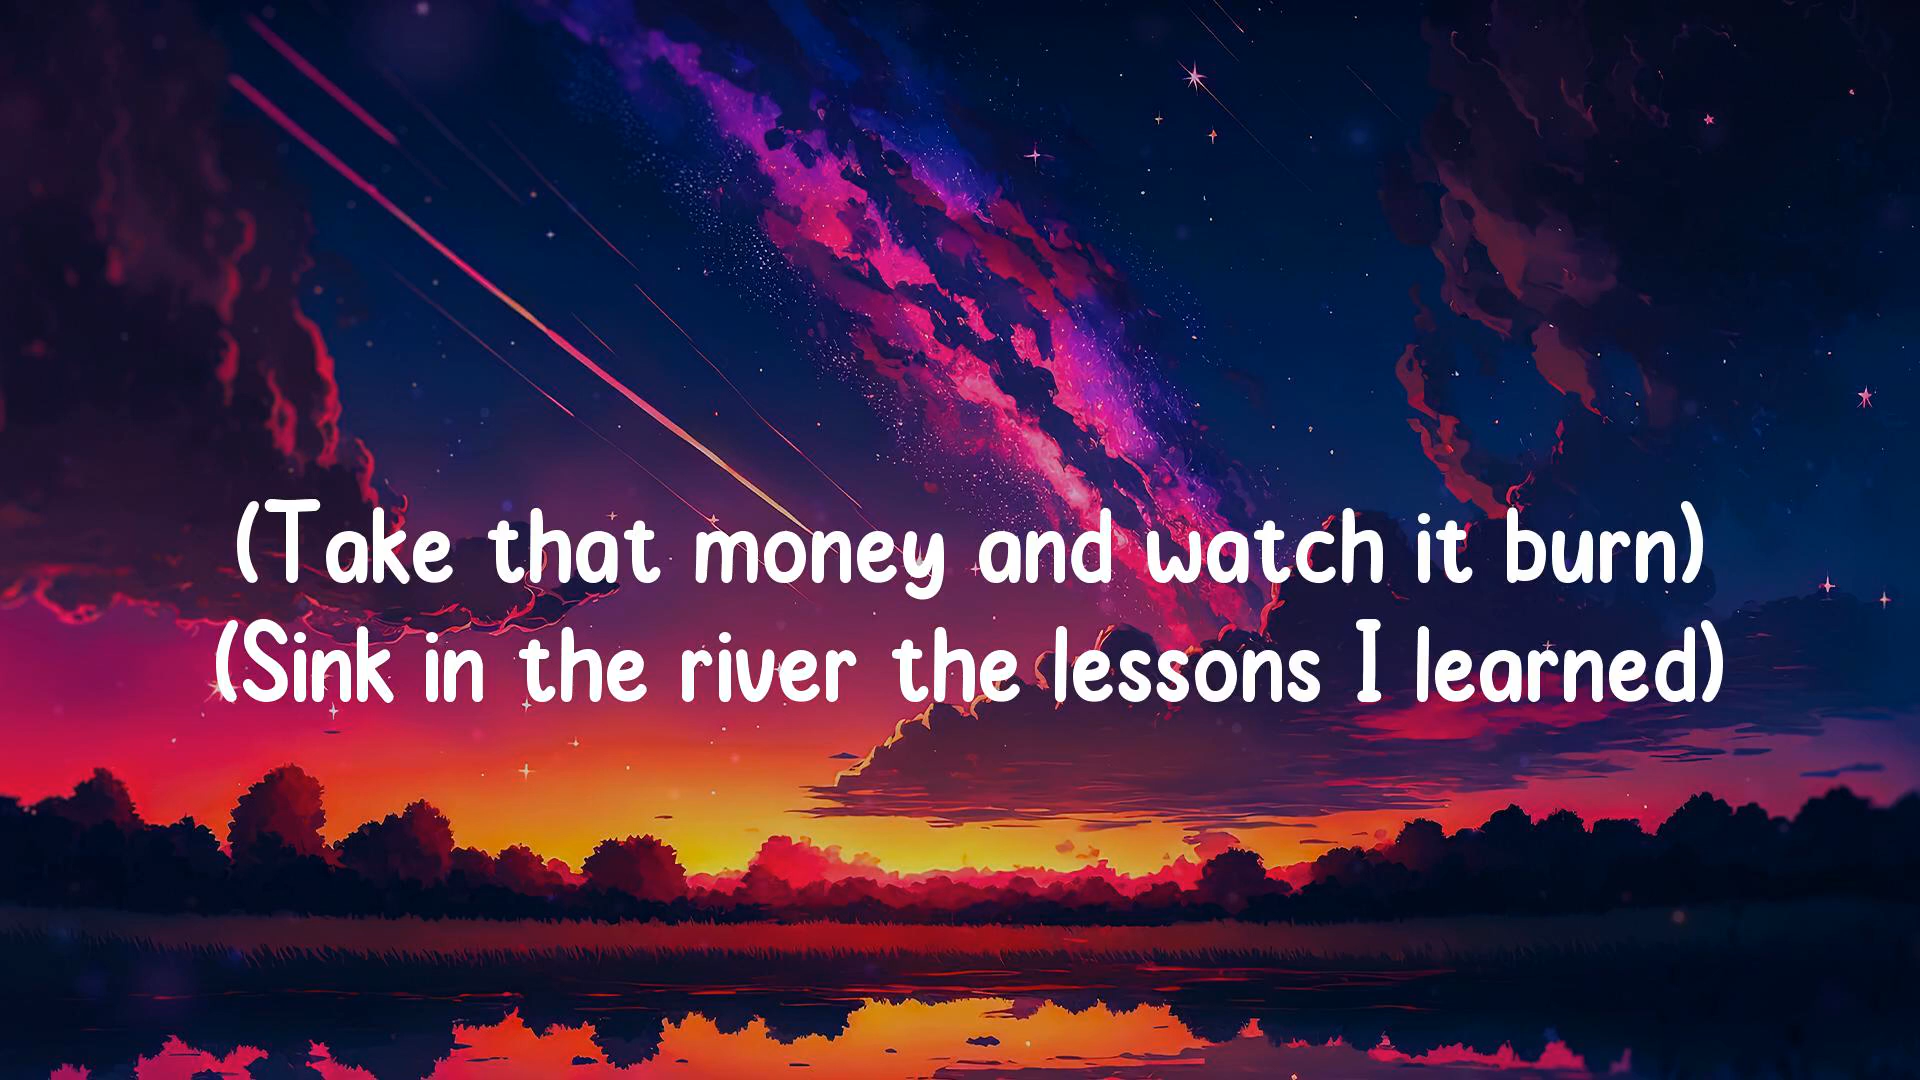 (Take that money and watch it burn)
(Sink in the river the lessons I learned)